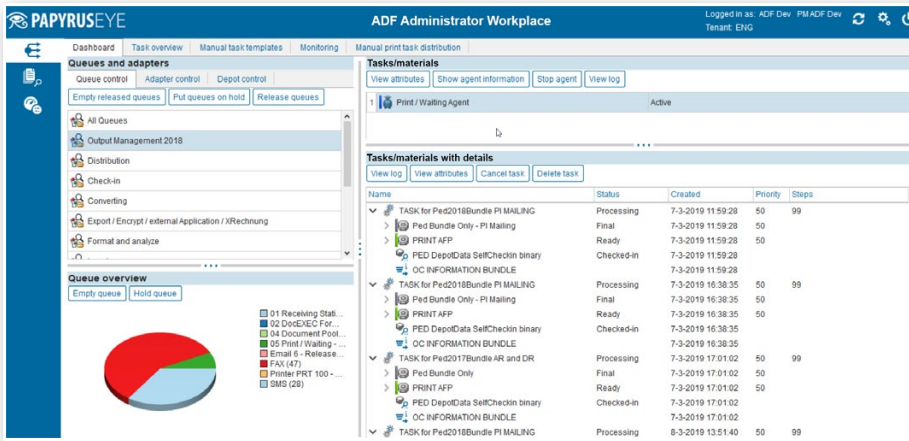 PAPYRUSEYE
ADF Administrator Workplace
Logged in as: ADF Dev PM ADF Dev
Tenant: ENG
Dashboard Task overview Manual task templates Monitoring Manual print task distribution
Queues and adapters
Queue control Adapter control Depot control
Empty released queues Put queues on hold Release queues
All Queues
Output Management 2018
Distribution
Check-in
Converting
Export / Encrypt / external Application / XRechnung
Format and analyze
Queue overview
Empty queue Hold queue
01 Receiving Stati...
02 DocEXEC For...
04 Document Pool...
05 Print / Waiting - ...
Email 6 - Release...
FAX (47)
Printer PRT 100 - ...
SMS (28)
Tasks/materials
View attributes Show agent information Stop agent View log
1 Print / Waiting Agent Active
Tasks/materials with details
View log View attributes Cancel task Delete task
Name Status Created Priority Steps
TASK for Ped2018Bundle PI MAILING Processing 7-3-2019 11:59:28 50 99
Ped Bundle Only - PI Mailing Final 7-3-2019 11:59:28 50
PRINT AFP Ready 7-3-2019 11:59:28 50
PED DepotData SelfCheckin binary Checked-in 7-3-2019 11:59:28
OC INFORMATION BUNDLE 7-3-2019 11:59:28
TASK for Ped2018Bundle PI MAILING Processing 7-3-2019 16:38:35 50 99
Ped Bundle Only - PI Mailing Final 7-3-2019 16:38:35 50
PRINT AFP Ready 7-3-2019 16:38:35 50
PED DepotData SelfCheckin binary Checked-in 7-3-2019 16:38:35
OC INFORMATION BUNDLE 7-3-2019 16:38:35
TASK for Ped2017Bundle AR and DR Processing 7-3-2019 17:01:02 50 99
Ped Bundle Only Final 7-3-2019 17:01:02 50
PRINT AFP Ready 7-3-2019 17:01:02 50
PED DepotData SelfCheckin binary Checked-in 7-3-2019 17:01:02
OC INFORMATION BUNDLE 7-3-2019 17:01:02
TASK for Ped2018Bundle PI MAILING Processing 8-3-2019 13:51:40 50 99